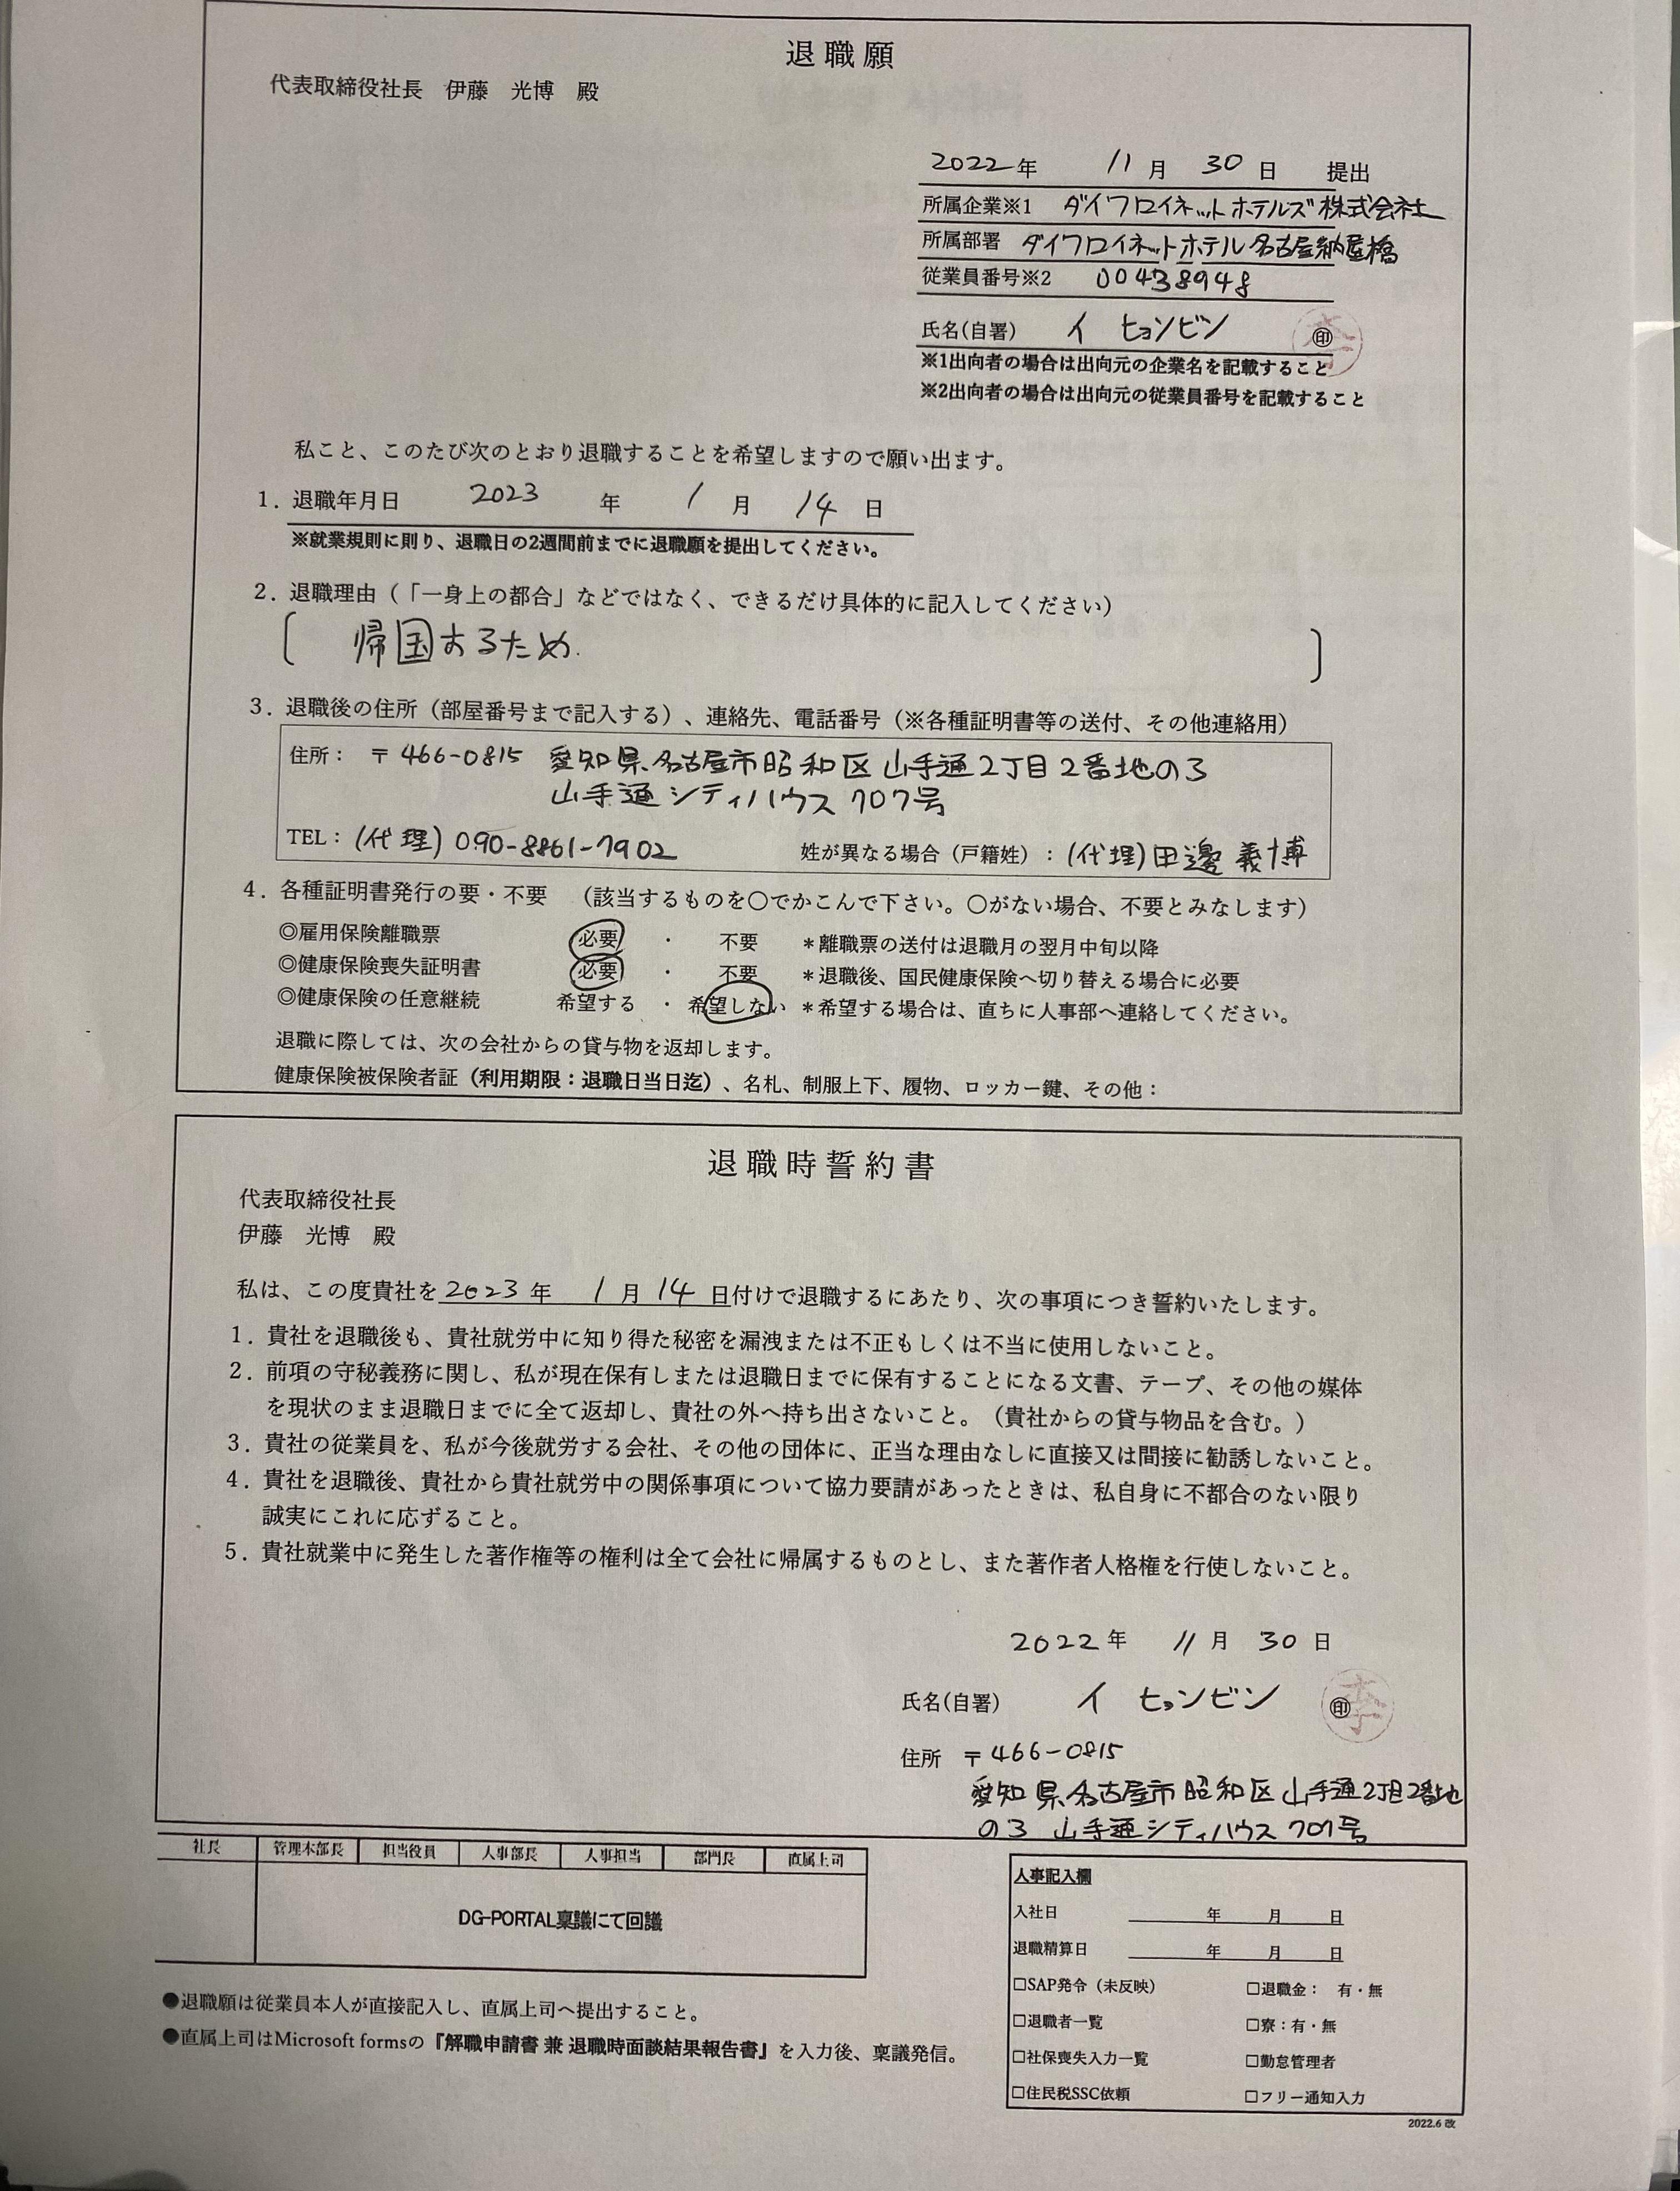 退職願
代表取締役社長　伊藤　光博　殿
2022年　11月　30日　提出
所属企業※1　ダイワロイネットホテルズ株式会社
所属部署　ダイワロイネットホテル名古屋納屋橋
従業員番号※2　00438948
氏名(自署)　イ　ヒョンビン　㊞　李
※1出向者の場合は出向元の企業名を記載すること
※2出向者の場合は出向元の従業員番号を記載すること
私こと、このたび次のとおり退職することを希望しますので願い出ます。
1．退職年月日　2023　年　1　月　14　日
※就業規則に則り、退職日の2週間前までに退職願を提出してください。
2．退職理由（「一身上の都合」などではなく、できるだけ具体的に記入してください）
〔　帰国するため.　〕
3．退職後の住所（部屋番号まで記入する）、連絡先、電話番号（※各種証明書等の送付、その他連絡用）
住所：　〒466-0815　愛知県名古屋市昭和区山手通2丁目2番地の3
山手通シティハウス 707号
TEL：(代理) 090-8861-7902　姓が異なる場合（戸籍姓）：(代理) 田邊 義博
4．各種証明書発行の要・不要　（該当するものを〇でかこんで下さい。〇がない場合、不要とみなします）
◎雇用保険離職票　必要　・　不要　＊離職票の送付は退職月の翌月中旬以降
◎健康保険喪失証明書　必要　・　不要　＊退職後、国民健康保険へ切り替える場合に必要
◎健康保険の任意継続　希望する　・　希望しない　＊希望する場合は、直ちに人事部へ連絡してください。
退職に際しては、次の会社からの貸与物を返却します。
健康保険被保険者証（利用期限：退職日当日迄）、名札、制服上下、履物、ロッカー鍵、その他：
退職時誓約書
代表取締役社長
伊藤　光博　殿
私は、この度貴社を2023年　1月　14日付けで退職するにあたり、次の事項につき誓約いたします。
1．貴社を退職後も、貴社就労中に知り得た秘密を漏洩または不正もしくは不当に使用しないこと。
2．前項の守秘義務に関し、私が現在保有しまたは退職日までに保有することになる文書、テープ、その他の媒体
を現状のまま退職日までに全て返却し、貴社の外へ持ち出さないこと。（貴社からの貸与物品を含む。）
3．貴社の従業員を、私が今後就労する会社、その他の団体に、正当な理由なしに直接又は間接に勧誘しないこと。
4．貴社を退職後、貴社から貴社就労中の関係事項について協力要請があったときは、私自身に不都合のない限り
誠実にこれに応ずること。
5．貴社就業中に発生した著作権等の権利は全て会社に帰属するものとし、また著作者人格権を行使しないこと。
2022年　11月　30日
氏名(自署)　イ　ヒョンビン　㊞　李
住所　〒466-0815
愛知県名古屋市昭和区山手通2丁目2番地
の3　山手通シティハウス 707号
社長　管理本部長　担当役員　人事部長　人事担当　部門長　直属上司
DG-PORTAL稟議にて回議
●退職願は従業員本人が直接記入し、直属上司へ提出すること。
●直属上司はMicrosoft formsの『解職申請書 兼 退職時面談結果報告書』を入力後、稟議発信。
人事記入欄
入社日　年　月　日
退職精算日　年　月　日
□SAP発令（未反映）　□退職金：　有・無
□退職者一覧　□寮：有・無
□社保喪失入力一覧　□勤怠管理者
□住民税SSC依頼　□フリー通知入力
2022.6 改